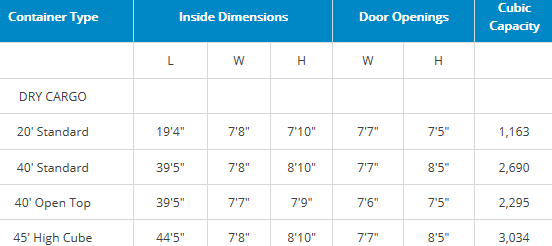 Container Type Inside Dimensions Door Openings Cubic Capacity
L W H W H
DRY CARGO
20' Standard 19'4" 7'8" 7'10" 7'7" 7'5" 1,163
40' Standard 39'5" 7'8" 8'10" 7'7" 8'5" 2,690
40' Open Top 39'5" 7'7" 7'9" 7'6" 7'5" 2,295
45' High Cube 44'5" 7'8" 8'10" 7'7" 8'5" 3,034